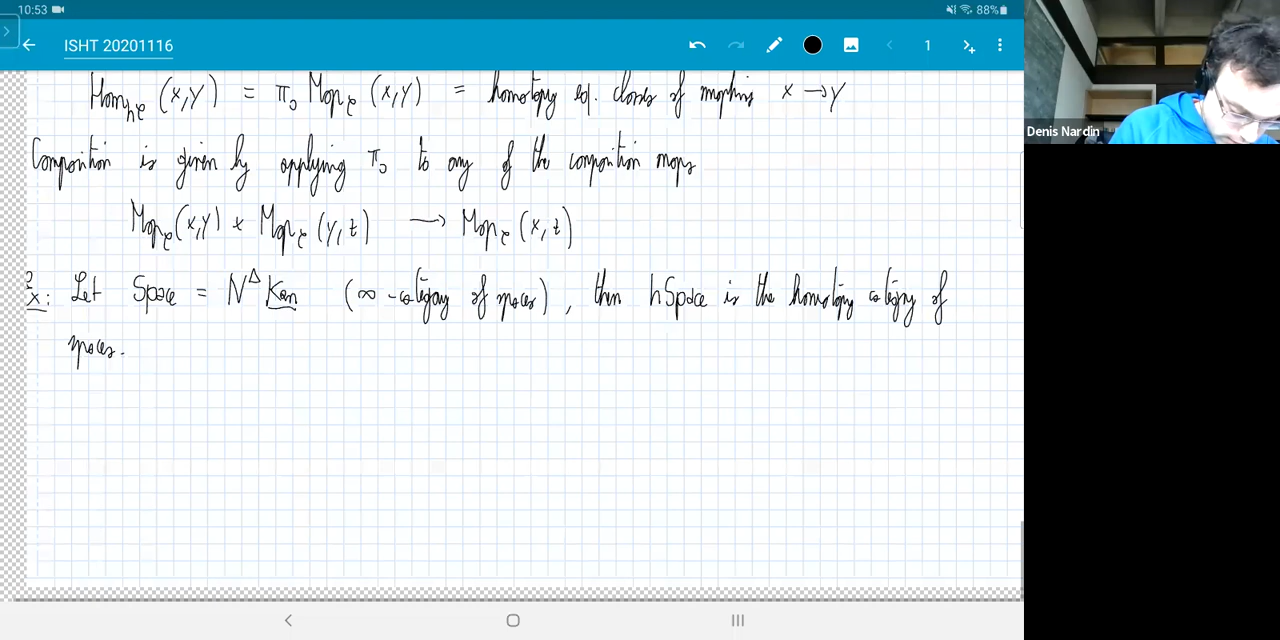 10:53 88%
ISHT 20201116 1
Hom_{hC} (x,y) = π₀ Map_C (x,y) = homotopy eq. classes of morphisms x → y
Denis Nardin
Composition is given by applying π₀ to any of the composition maps
Map_C (x,y) × Map_C (y,z) → Map_C (x,z)
Ex: Let Space = N^Δ Kan (∞-category of spaces), then hSpace is the homotopy category of
spaces.